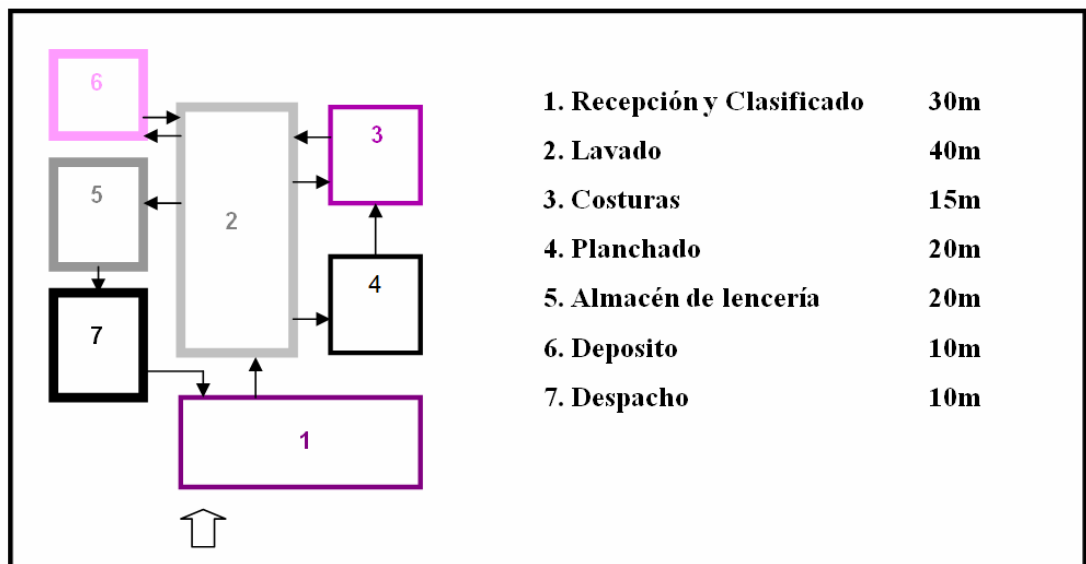 6
5
7
2
3
4
1
1. Recepción y Clasificado 30m
2. Lavado 40m
3. Costuras 15m
4. Planchado 20m
5. Almacén de lencería 20m
6. Deposito 10m
7. Despacho 10m